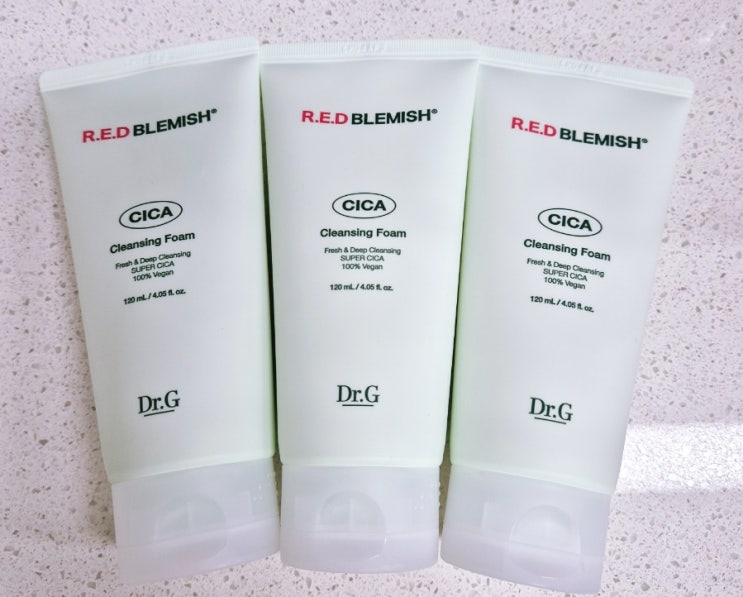 R.E.D BLEMISH®
CICA
Cleansing Foam
Fresh & Deep Cleansing
SUPER CICA
100% Vegan
120 mL / 4.05 fl. oz.
Dr.G
R.E.D BLEMISH®
CICA
Cleansing Foam
Fresh & Deep Cleansing
SUPER CICA
100% Vegan
120 mL / 4.05 fl. oz.
Dr.G
R.E.D BLEMISH®
CICA
Cleansing Foam
Fresh & Deep Cleansing
SUPER CICA
100% Vegan
120 mL / 4.05 fl. oz.
Dr.G